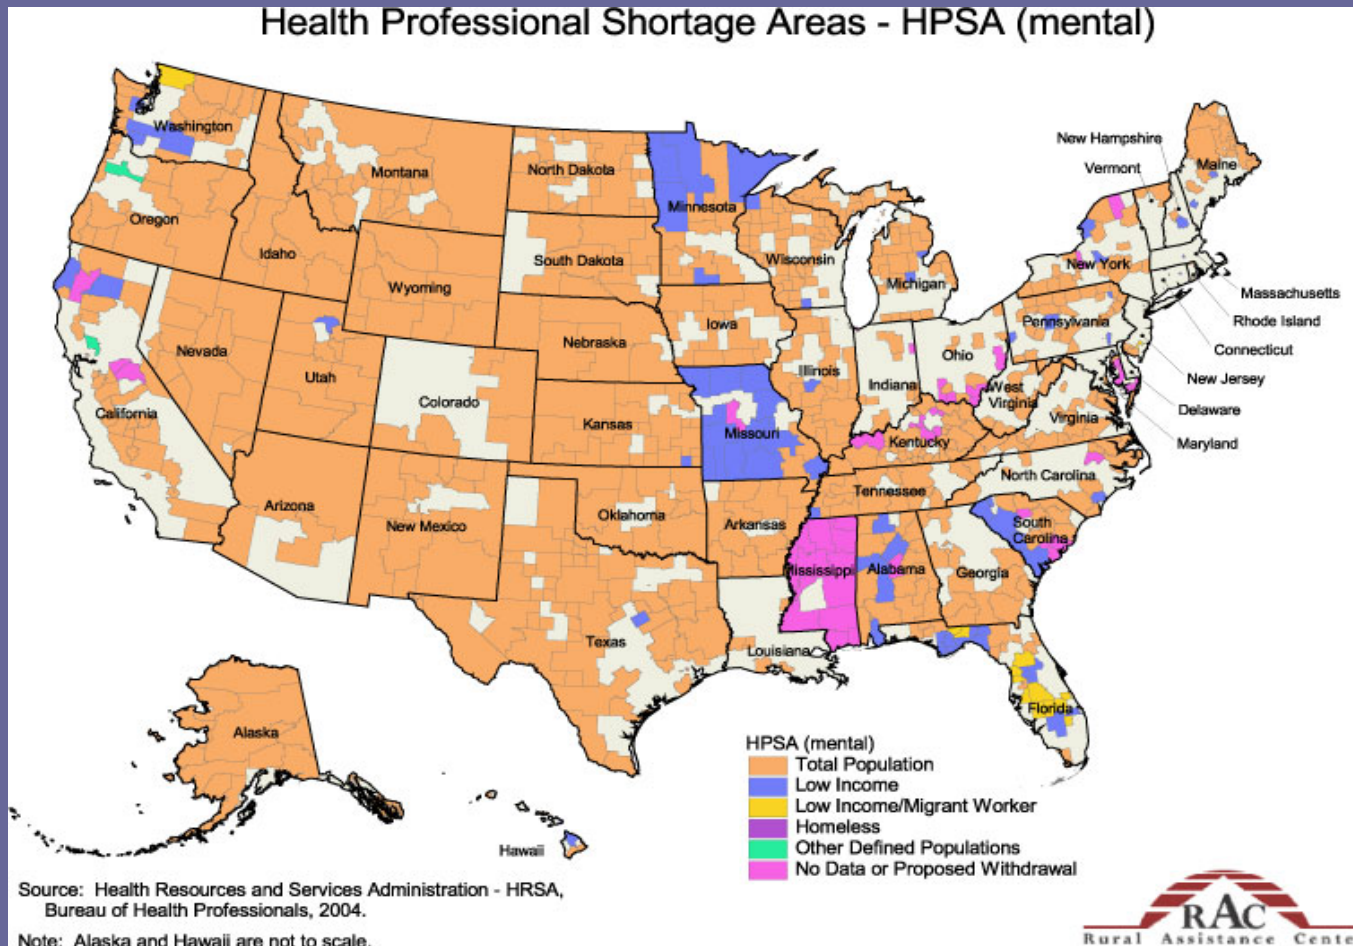 Health Professional Shortage Areas - HPSA (mental)
New Hampshire
Vermont
Maine
Washington
Montana
North Dakota
Minnesota
Oregon
Idaho
South Dakota
Wisconsin
Michigan
New York
Massachusetts
Wyoming
Rhode Island
Iowa
Pennsylvania
Connecticut
Nevada
Nebraska
Ohio
Utah
Illinois
Indiana
New Jersey
Colorado
West
Virginia
Virginia
Delaware
California
Kansas
Missouri
Kentucky
Maryland
North Carolina
Arizona
Tennessee
New Mexico
Oklahoma
Arkansas
South
Carolina
Mississippi
Alabama
Georgia
Texas
Louisiana
Florida
Alaska
Hawaii
HPSA (mental)
Total Population
Low Income
Low Income/Migrant Worker
Homeless
Other Defined Populations
No Data or Proposed Withdrawal
Source: Health Resources and Services Administration - HRSA,
Bureau of Health Professionals, 2004.
Note: Alaska and Hawaii are not to scale.
RAC
Rural Assistance Cente